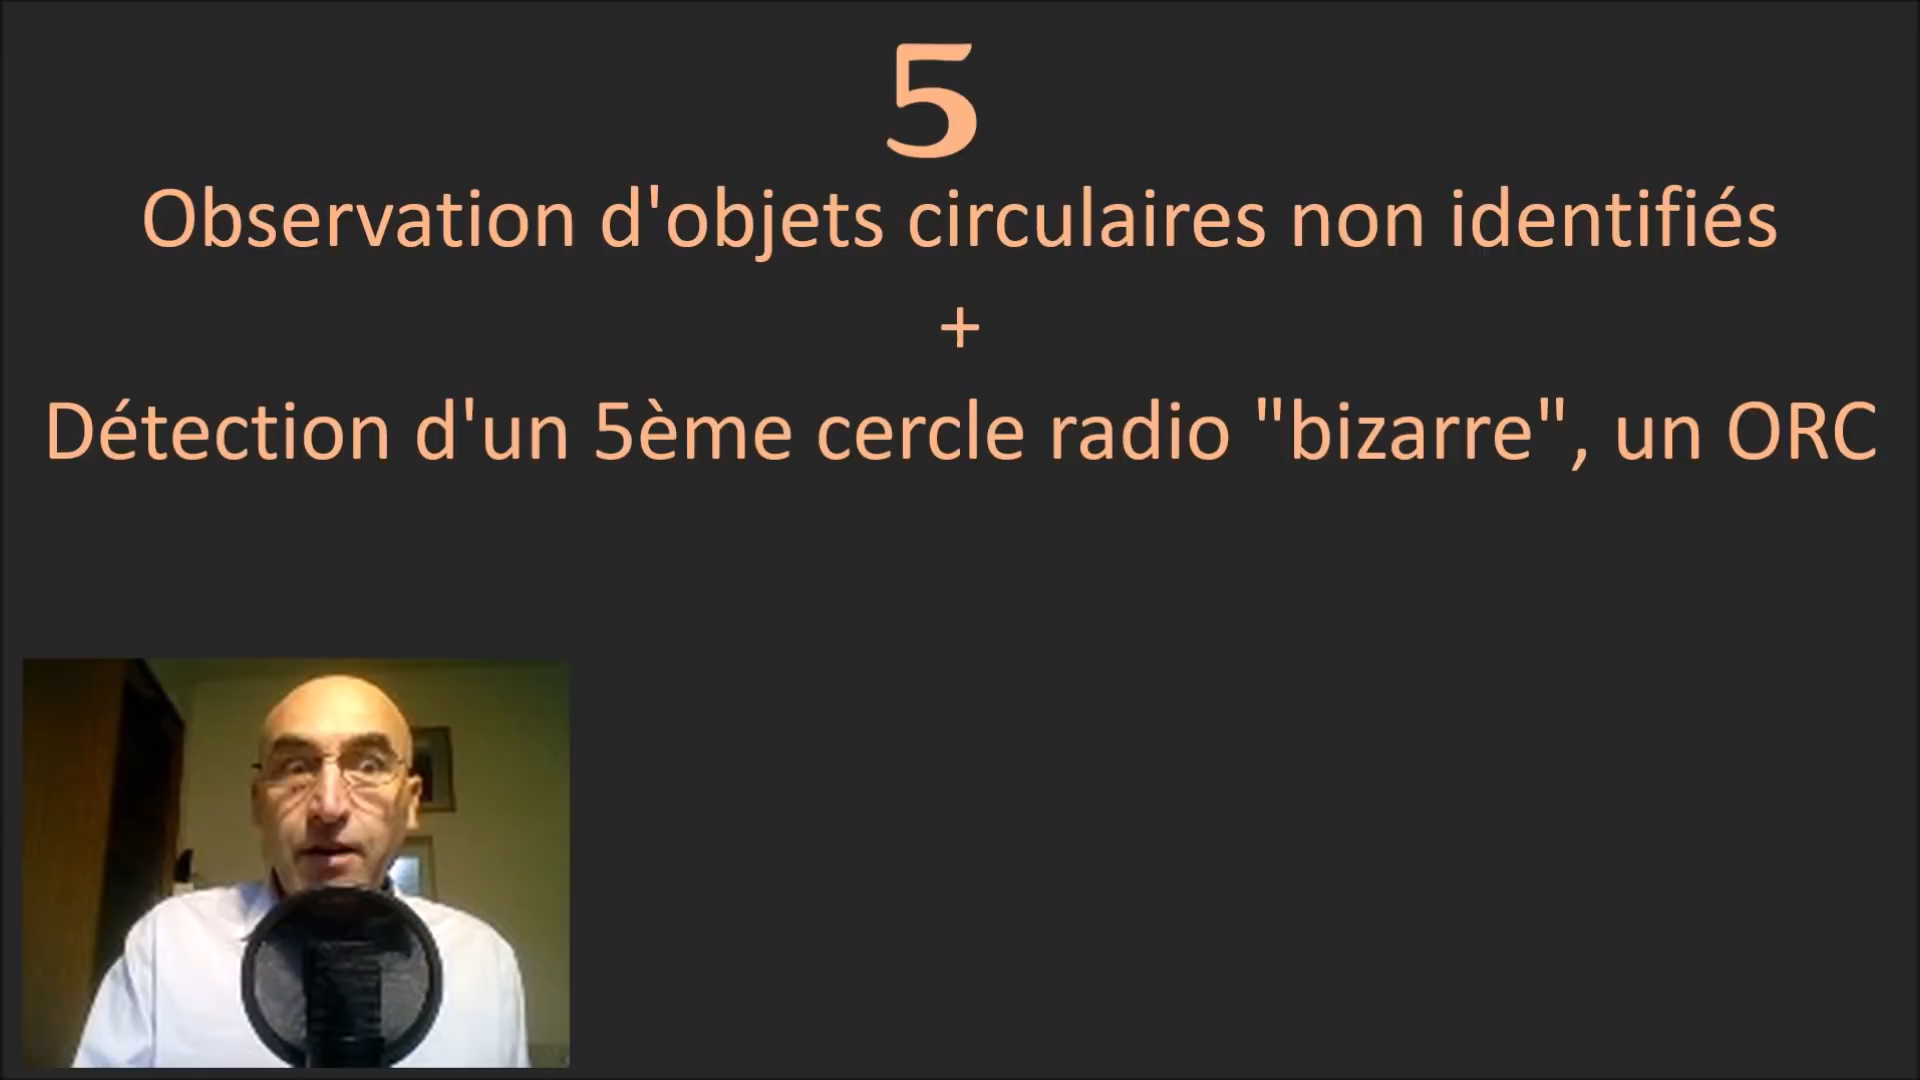 5
Observation d'objets circulaires non identifiés
+
Détection d'un 5ème cercle radio "bizarre", un ORC